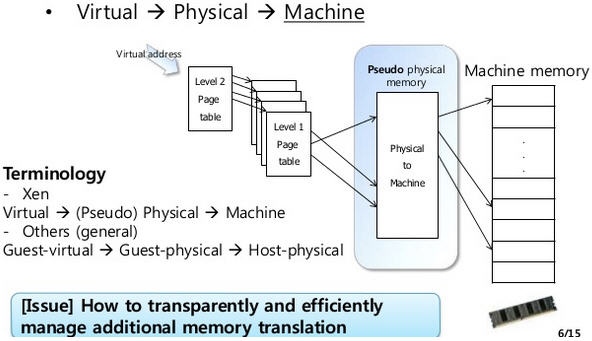 • Virtual → Physical → Machine
Virtual address
Level 2
Page
table
Level 1
Page
table
Pseudo physical
memory
Physical
to
Machine
Machine memory
.
.
.
Terminology
- Xen
Virtual → (Pseudo) Physical → Machine
- Others (general)
Guest-virtual → Guest-physical → Host-physical
[Issue] How to transparently and efficiently
manage additional memory translation
6/15